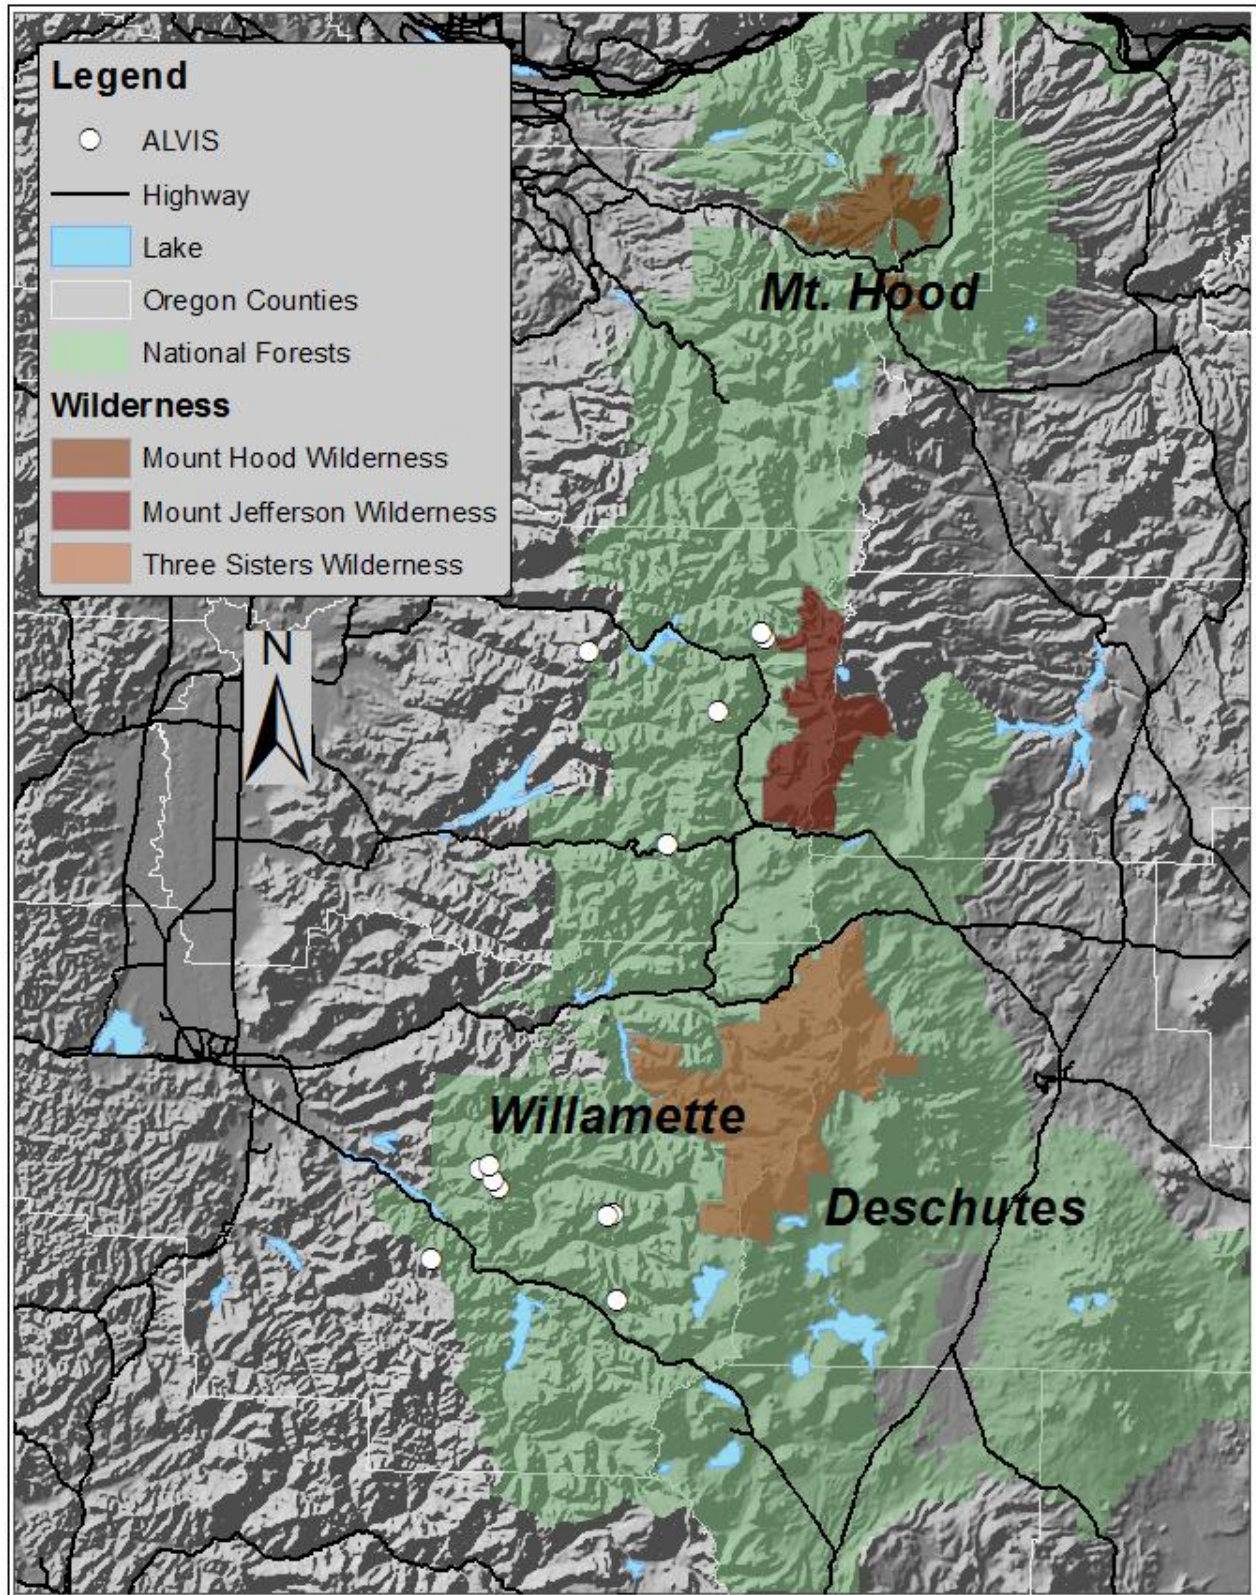 Legend
ALVIS
Highway
Lake
Oregon Counties
National Forests
Wilderness
Mount Hood Wilderness
Mount Jefferson Wilderness
Three Sisters Wilderness
Mt. Hood
N
Willamette
Deschutes